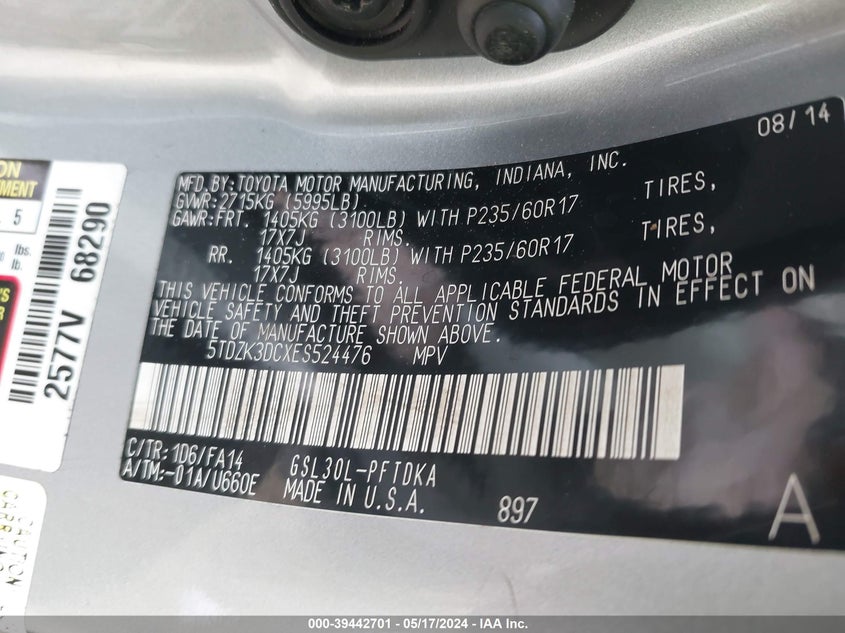 08/14
MFD.BY:TOYOTA MOTOR MANUFACTURING, INDIANA, INC.
GVWR:2715KG (5995LB)
GAWR:FRT. 1405KG (3100LB) WITH P235/60R17 TIRES,
17X7J RIMS.
RR. 1405KG (3100LB) WITH P235/60R17 TIRES,
17X7J RIMS.
THIS VEHICLE CONFORMS TO ALL APPLICABLE FEDERAL MOTOR
VEHICLE SAFETY AND THEFT PREVENTION STANDARDS IN EFFECT ON
THE DATE OF MANUFACTURE SHOWN ABOVE.
5TDZK3DCXES524476 MPV
C/TR:1D6/FA14 GSL30L-PFTDKA
A/TM:-01A/U660E MADE IN U.S.A.
897
A
5
lbs.
2577V 68290
CAUTION
000-39442701 - 05/17/2024 - IAA Inc.